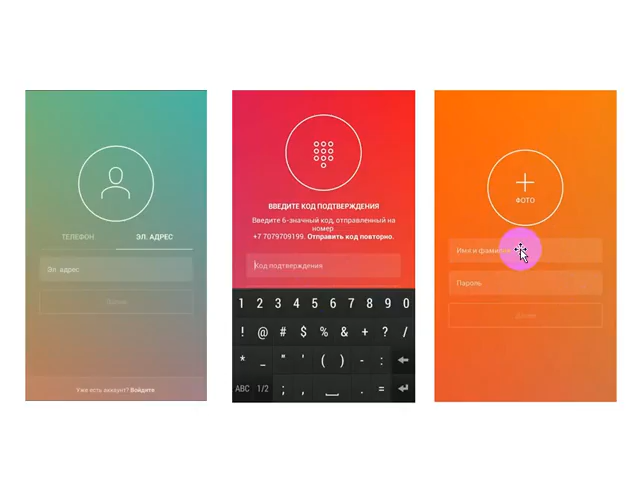 ТЕЛЕФОН
ЭЛ. АДРЕС
Эл. адрес
Далее
Уже есть аккаунт? Войдите
ВВЕДИТЕ КОД ПОДТВЕРЖДЕНИЯ
Введите 6-значный код, отправленный на
номер
+7 7079709199. Отправить код повторно.
Код подтверждения
1 2 3 4 5 6 7 8 9 0
! @ # $ % & + ? /
* _ " ' ( ) - :
ABC 1/2 ; , . =
ФОТО
Имя и фамилия
Пароль
Далее